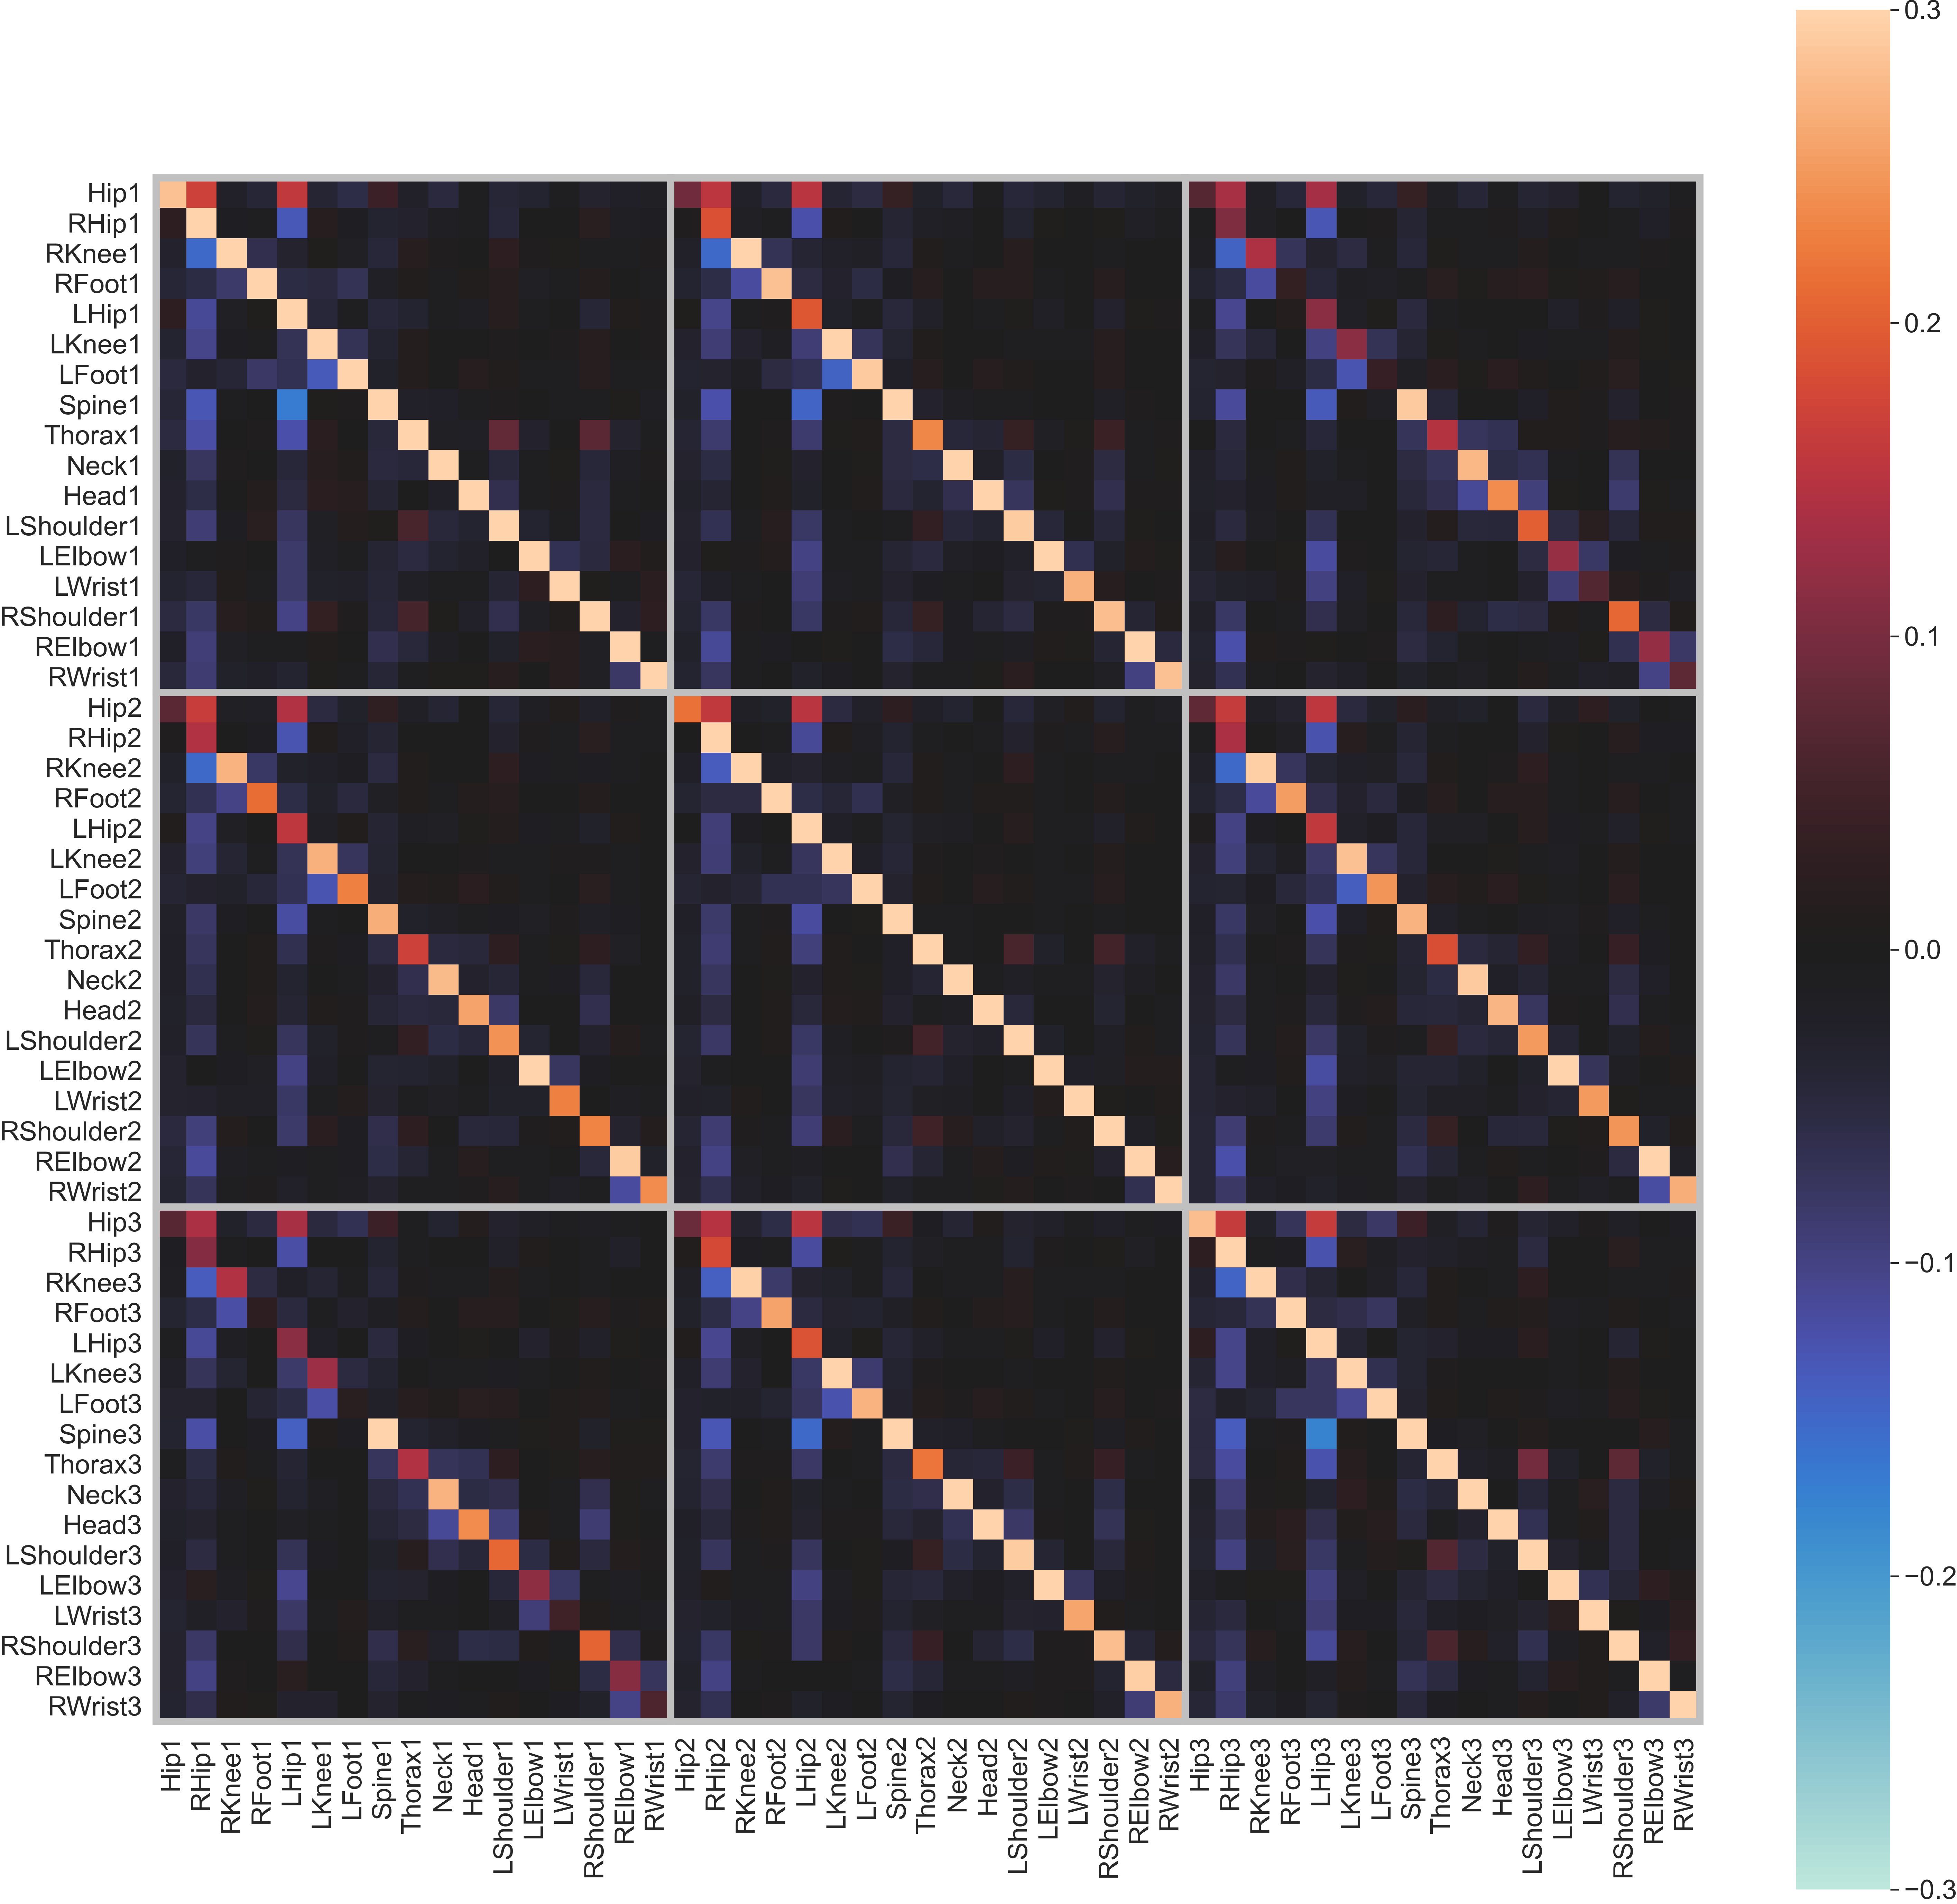 Hip1
RHip1
RKnee1
RFoot1
LHip1
LKnee1
LFoot1
Spine1
Thorax1
Neck1
Head1
LShoulder1
LElbow1
LWrist1
RShoulder1
RElbow1
RWrist1
Hip2
RHip2
RKnee2
RFoot2
LHip2
LKnee2
LFoot2
Spine2
Thorax2
Neck2
Head2
LShoulder2
LElbow2
LWrist2
RShoulder2
RElbow2
RWrist2
Hip3
RHip3
RKnee3
RFoot3
LHip3
LKnee3
LFoot3
Spine3
Thorax3
Neck3
Head3
LShoulder3
LElbow3
LWrist3
RShoulder3
RElbow3
RWrist3
Hip1
RHip1
RKnee1
RFoot1
LHip1
LKnee1
LFoot1
Spine1
Thorax1
Neck1
Head1
LShoulder1
LElbow1
LWrist1
RShoulder1
RElbow1
RWrist1
Hip2
RHip2
RKnee2
RFoot2
LHip2
LKnee2
LFoot2
Spine2
Thorax2
Neck2
Head2
LShoulder2
LElbow2
LWrist2
RShoulder2
RElbow2
RWrist2
Hip3
RHip3
RKnee3
RFoot3
LHip3
LKnee3
LFoot3
Spine3
Thorax3
Neck3
Head3
LShoulder3
LElbow3
LWrist3
RShoulder3
RElbow3
RWrist3
0.3
0.2
0.1
0.0
−0.1
−0.2
−0.3